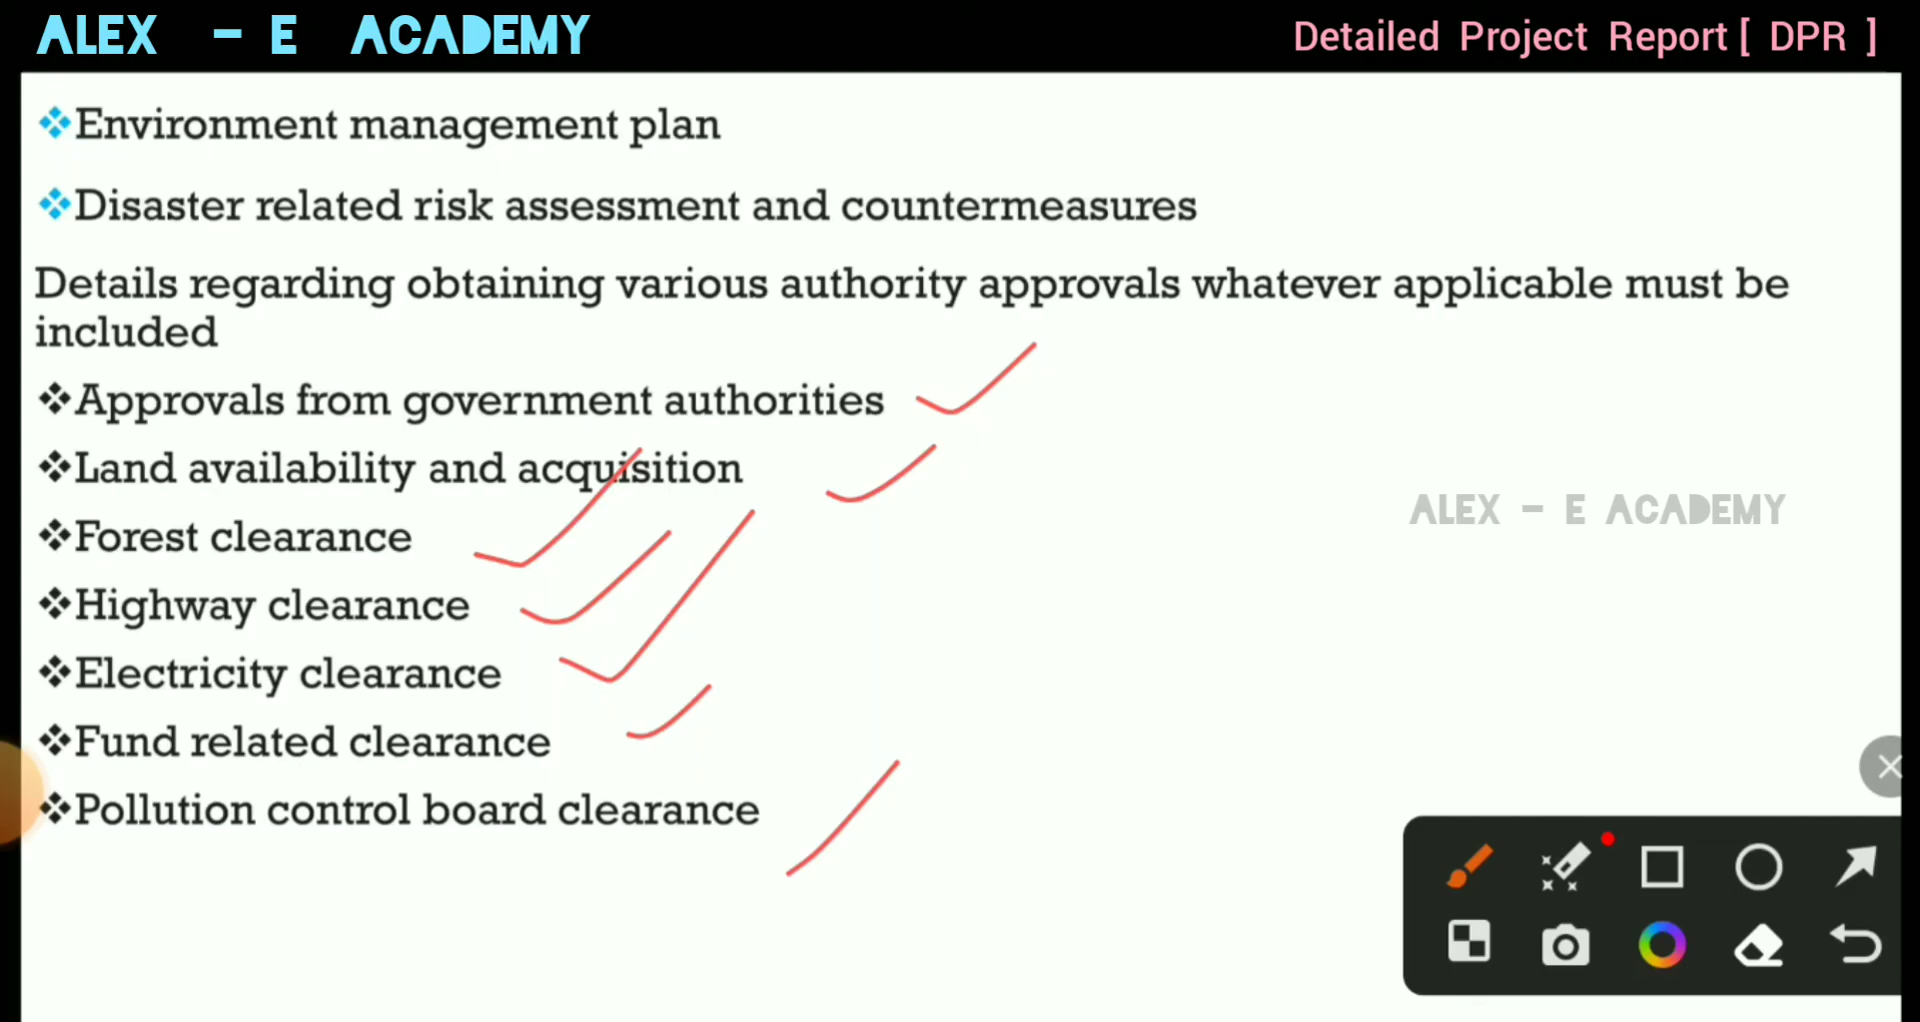 ALEX - E ACADEMY
Detailed Project Report [ DPR ]
Environment management plan
Disaster related risk assessment and countermeasures
Details regarding obtaining various authority approvals whatever applicable must be
included
Approvals from government authorities
Land availability and acquisition
Forest clearance
Highway clearance
Electricity clearance
Fund related clearance
Pollution control board clearance
ALEX - E ACADEMY